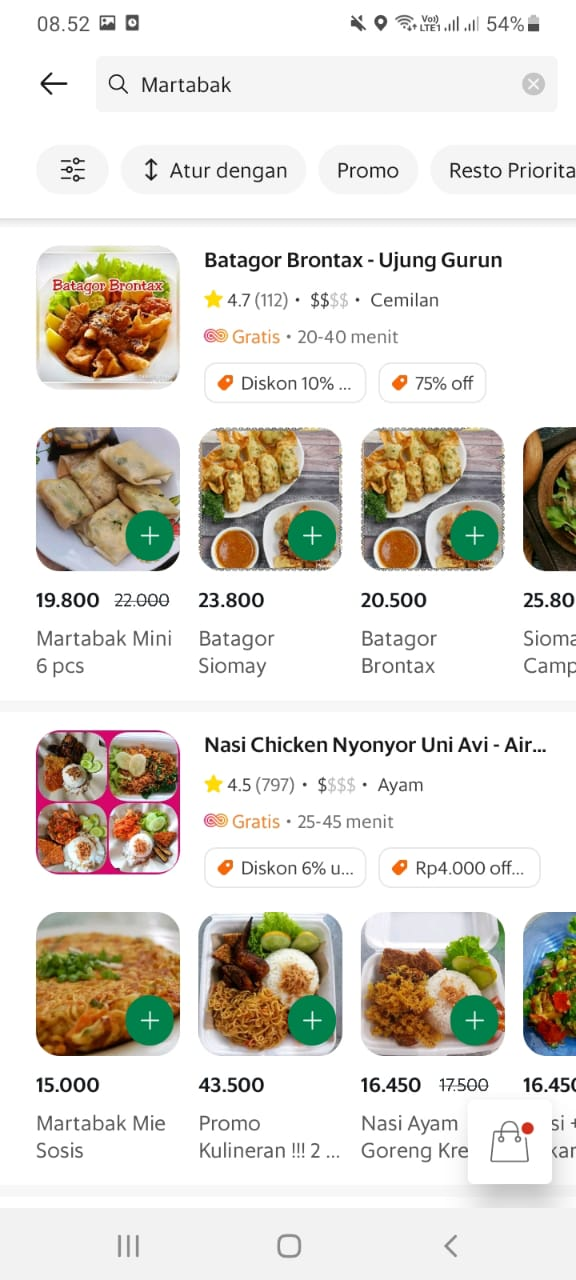 08.52
Vo))
LTE1
54%
Martabak
Atur dengan
Promo
Resto Priorita
Batagor Brontax
Batagor Brontax - Ujung Gurun
4.7 (112) • $$$$ • Cemilan
Gratis • 20-40 menit
Diskon 10% ...
75% off
19.800 22.000
Martabak Mini
6 pcs
23.800
Batagor
Siomay
20.500
Batagor
Brontax
25.80
Sioma
Camp
Nasi Chicken Nyonyor Uni Avi - Air...
4.5 (797) • $$$$ • Ayam
Gratis • 25-45 menit
Diskon 6% u...
Rp4.000 off...
15.000
Martabak Mie
Sosis
43.500
Promo
Kulineran !!! 2 ...
16.450 17.500
Nasi Ayam
Goreng Kre
16.450
si +
kar